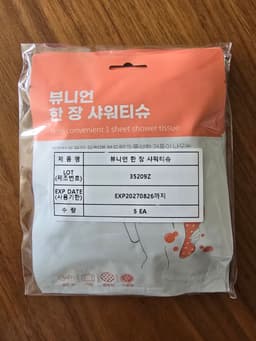 뷰니언
한 장 샤워티슈
convenient 1 sheet shower tissue
제 품 명 뷰니언 한 장 샤워티슈
LOT (제조번호) 35209Z
EXP DATE (사용기한) EXP20270826까지
수 량 5 EA